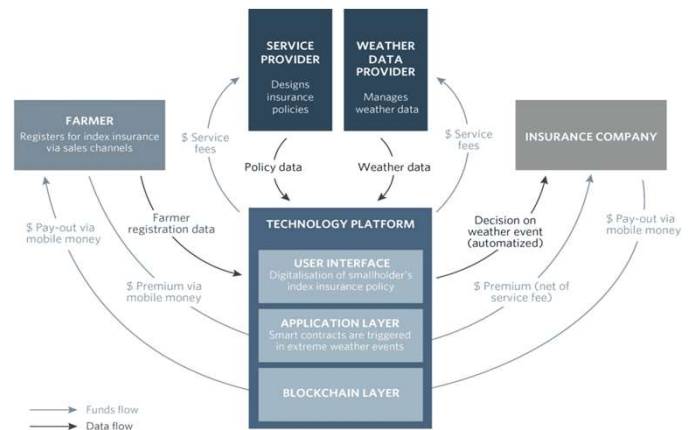 SERVICE
PROVIDER
Designs
insurance
policies
WEATHER
DATA
PROVIDER
Manages
weather data
FARMER
Registers for index insurance
via sales channels
$ Service
fees
$ Service
fees
INSURANCE COMPANY
Policy data
Weather data
$ Pay-out via
mobile money
Farmer
registration data
TECHNOLOGY PLATFORM
Decision on
weather event
(automatized)
$ Pay-out via
mobile money
USER INTERFACE
Digitalisation of smallholder's
index insurance policy
$ Premium via
mobile money
$ Premium (net of
service fee)
APPLICATION LAYER
Smart contracts are triggered
in extreme weather events
BLOCKCHAIN LAYER
Funds flow
Data flow